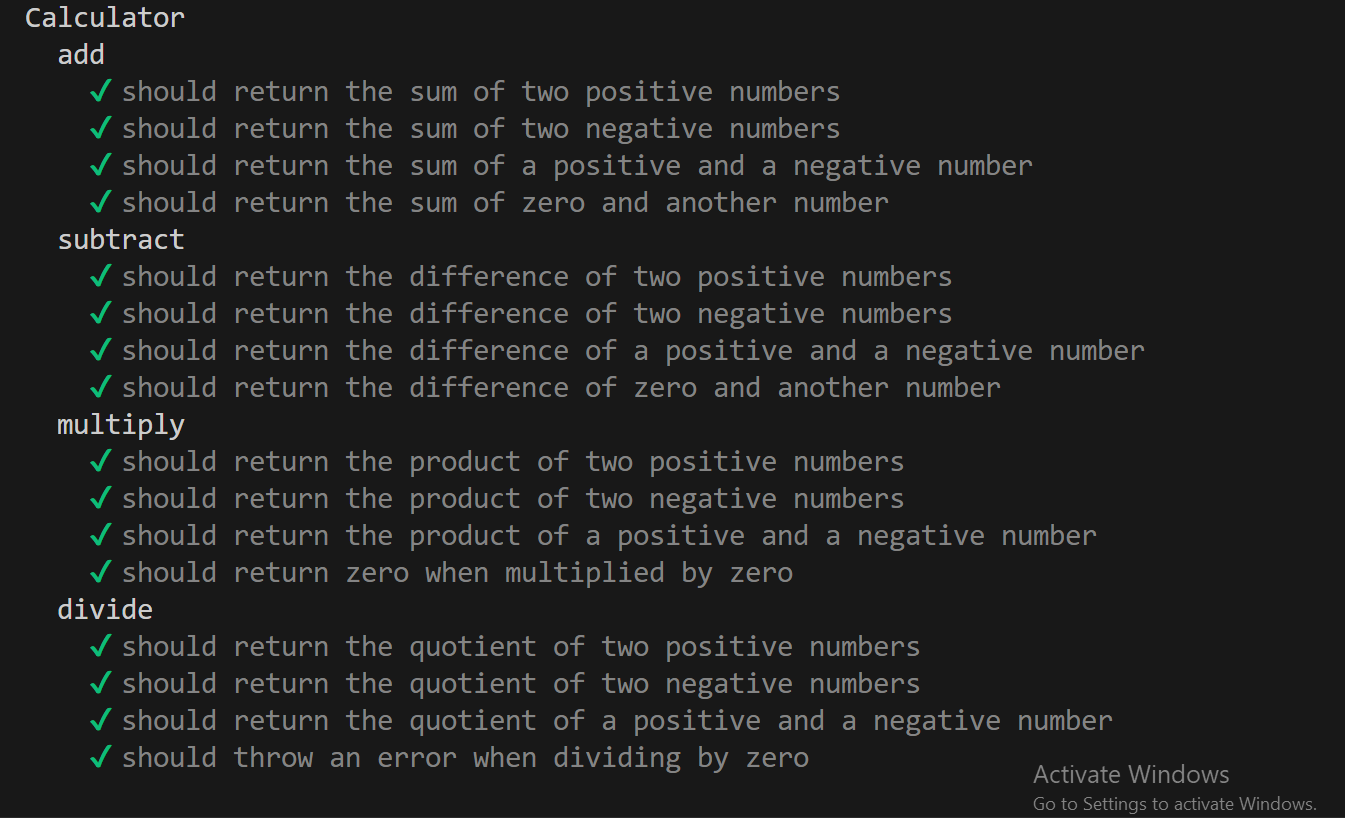 Calculator
add
✓ should return the sum of two positive numbers
✓ should return the sum of two negative numbers
✓ should return the sum of a positive and a negative number
✓ should return the sum of zero and another number
subtract
✓ should return the difference of two positive numbers
✓ should return the difference of two negative numbers
✓ should return the difference of a positive and a negative number
✓ should return the difference of zero and another number
multiply
✓ should return the product of two positive numbers
✓ should return the product of two negative numbers
✓ should return the product of a positive and a negative number
✓ should return zero when multiplied by zero
divide
✓ should return the quotient of two positive numbers
✓ should return the quotient of two negative numbers
✓ should return the quotient of a positive and a negative number
✓ should throw an error when dividing by zero
Activate Windows
Go to Settings to activate Windows.